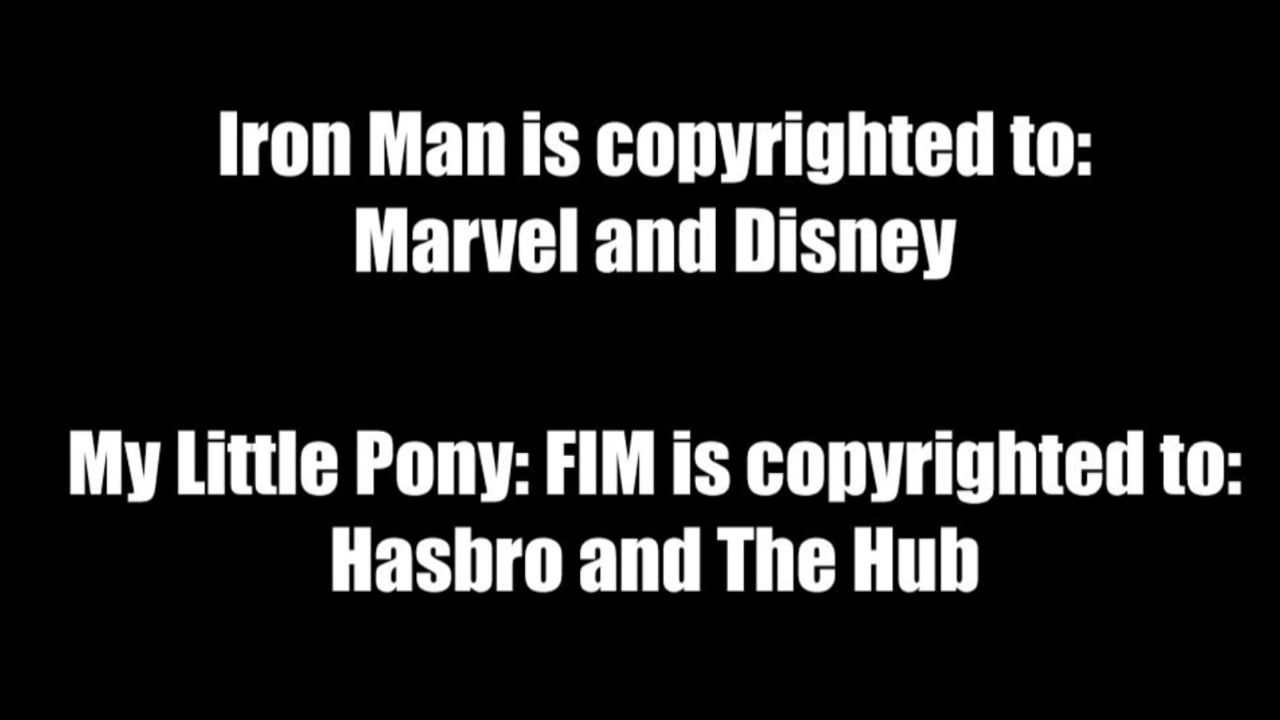 Iron Man is copyrighted to:
Marvel and Disney
My Little Pony: FIM is copyrighted to:
Hasbro and The Hub